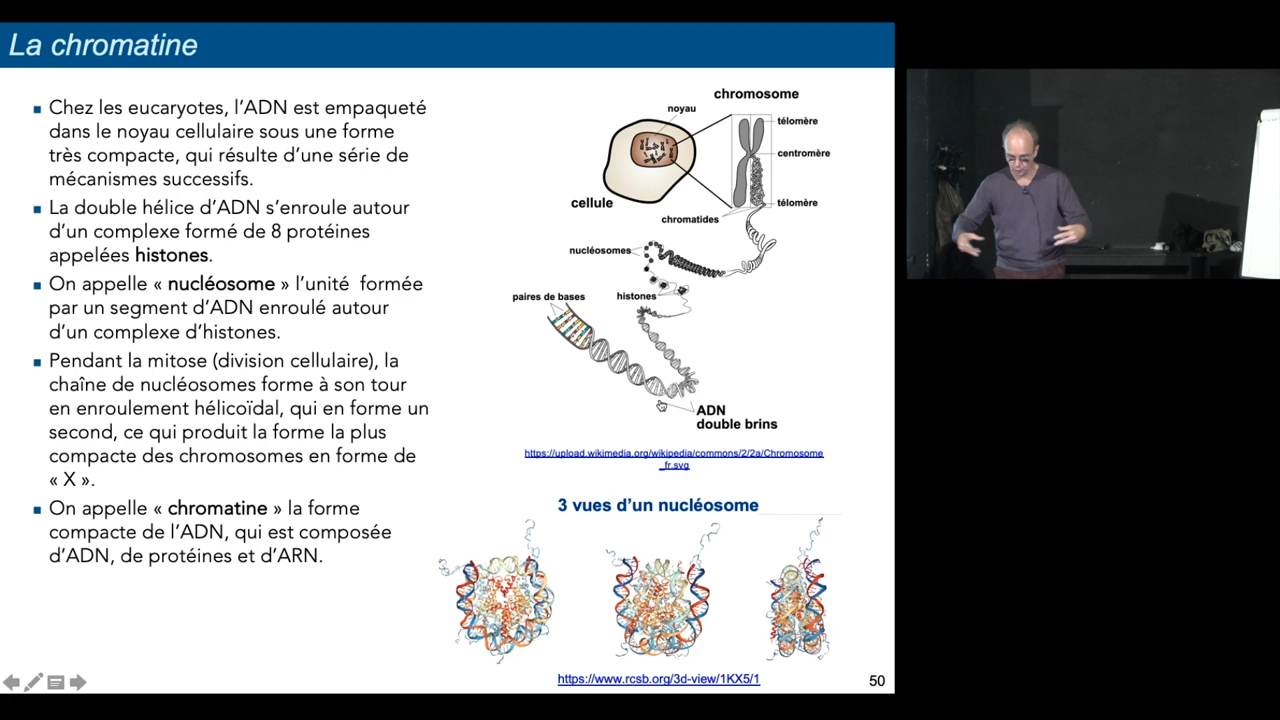 La chromatine
Chez les eucaryotes, l’ADN est empaqueté
dans le noyau cellulaire sous une forme
très compacte, qui résulte d’une série de
mécanismes successifs.
La double hélice d’ADN s’enroule autour
d’un complexe formé de 8 protéines
appelées histones.
On appelle « nucléosome » l’unité formée
par un segment d’ADN enroulé autour
d’un complexe d’histones.
Pendant la mitose (division cellulaire), la
chaîne de nucléosomes forme à son tour
en enroulement hélicoïdal, qui en forme un
second, ce qui produit la forme la plus
compacte des chromosomes en forme de
« X ».
On appelle « chromatine » la forme
compacte de l’ADN, qui est composée
d’ADN, de protéines et d’ARN.
chromosome
noyau
télomère
centromère
cellule
télomère
chromatides
nucléosomes
paires de bases
histones
ADN
double brins
https://upload.wikimedia.org/wikipedia/commons/2/2a/Chromosome
_fr.svg
3 vues d’un nucléosome
https://www.rcsb.org/3d-view/1KX5/1
50